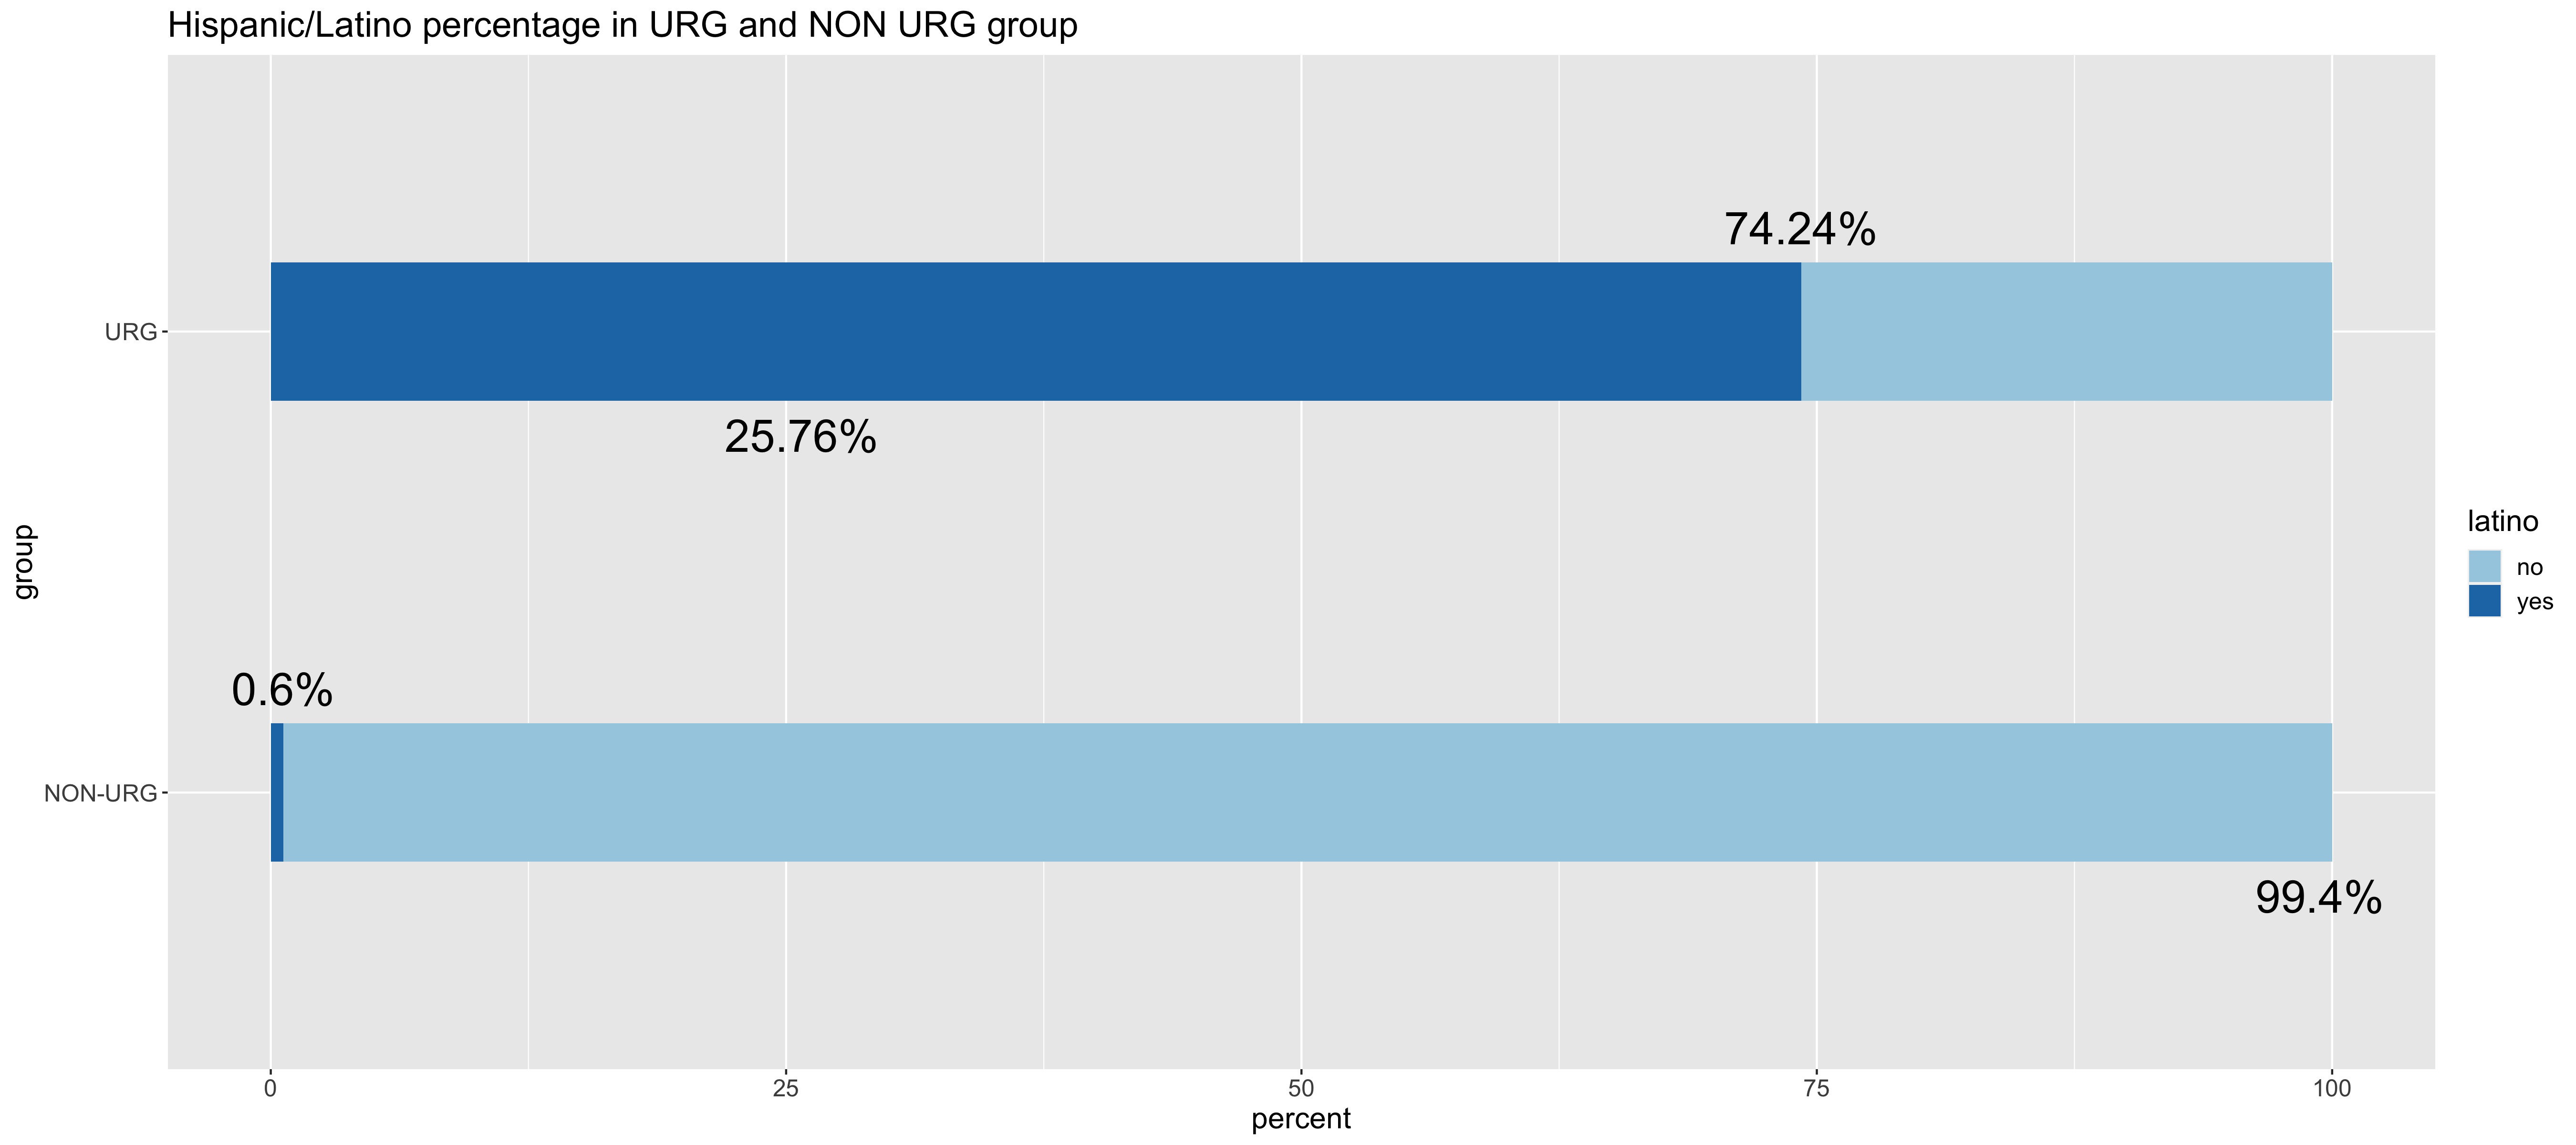 Hispanic/Latino percentage in URG and NON URG group
74.24%
URG
25.76%
group
latino
no
yes
0.6%
NON-URG
99.4%
0 25 50 75 100
percent